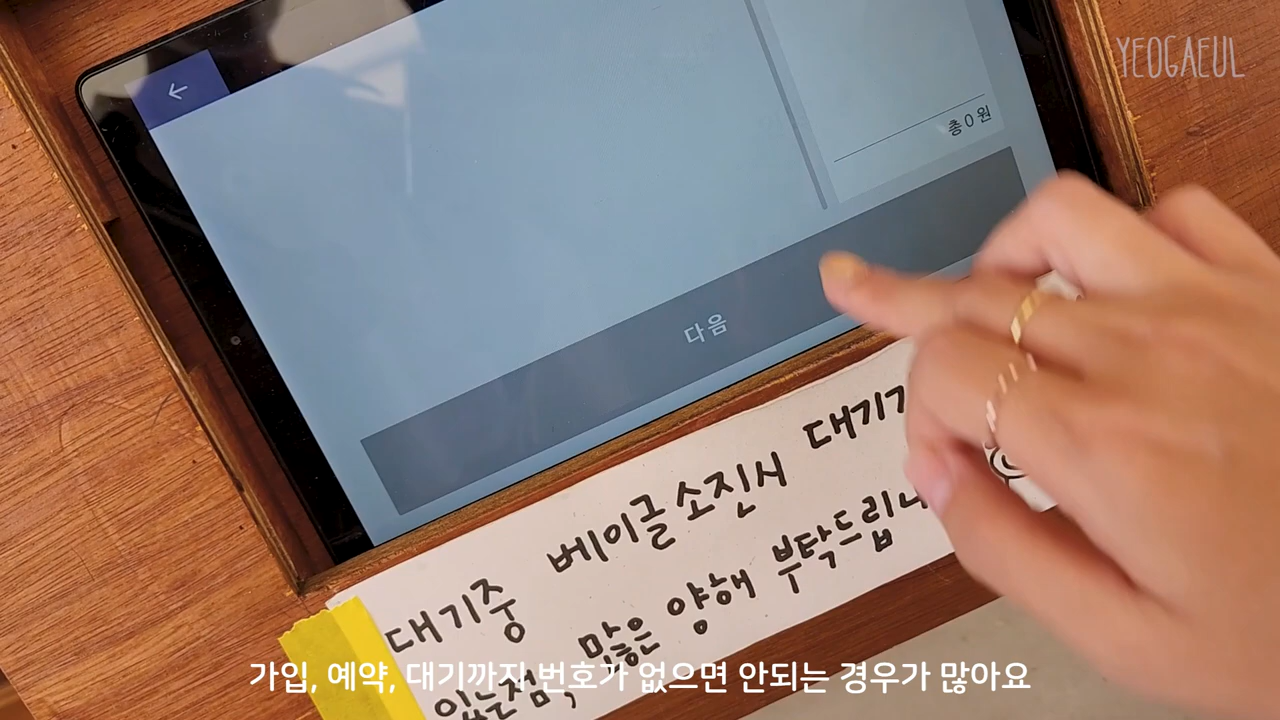 YEOGAEUL
총 0 원
다음
대기중 베이글 소진시 대기
많은 양해 부탁드립니
가입, 예약, 대기까지 번호가 없으면 안되는 경우가 많아요